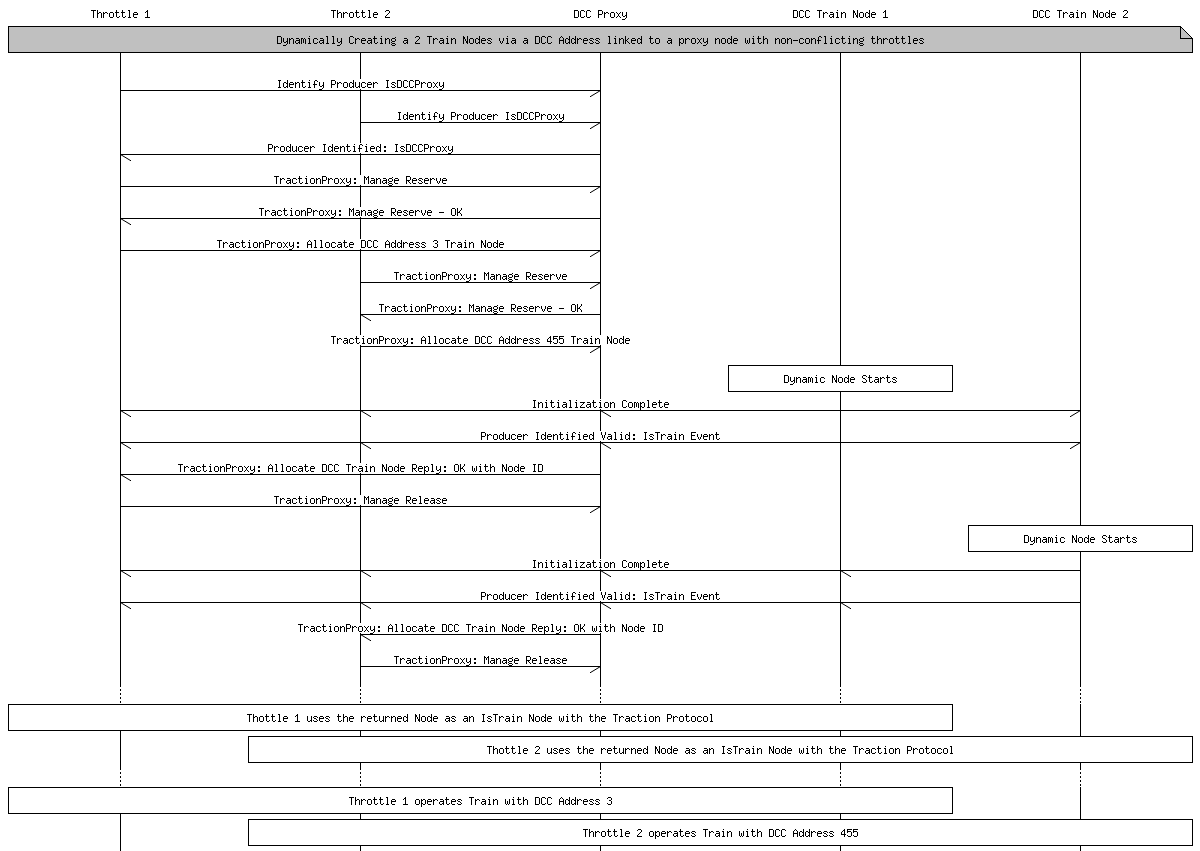 Throttle 1 Throttle 2 DCC Proxy DCC Train Node 1 DCC Train Node 2
Dynamically Creating a 2 Train Nodes via a DCC Address linked to a proxy node with non-conflicting throttles
Identify Producer IsDCCProxy
Identify Producer IsDCCProxy
Producer Identified: IsDCCProxy
TractionProxy: Manage Reserve
TractionProxy: Manage Reserve - OK
TractionProxy: Allocate DCC Address 3 Train Node
TractionProxy: Manage Reserve
TractionProxy: Manage Reserve - OK
TractionProxy: Allocate DCC Address 455 Train Node
Dynamic Node Starts
Initialization Complete
Producer Identified Valid: IsTrain Event
TractionProxy: Allocate DCC Train Node Reply: OK with Node ID
TractionProxy: Manage Release
Dynamic Node Starts
Initialization Complete
Producer Identified Valid: IsTrain Event
TractionProxy: Allocate DCC Train Node Reply: OK with Node ID
TractionProxy: Manage Release
Thottle 1 uses the returned Node as an IsTrain Node with the Traction Protocol
Thottle 2 uses the returned Node as an IsTrain Node with the Traction Protocol
Throttle 1 operates Train with DCC Address 3
Throttle 2 operates Train with DCC Address 455